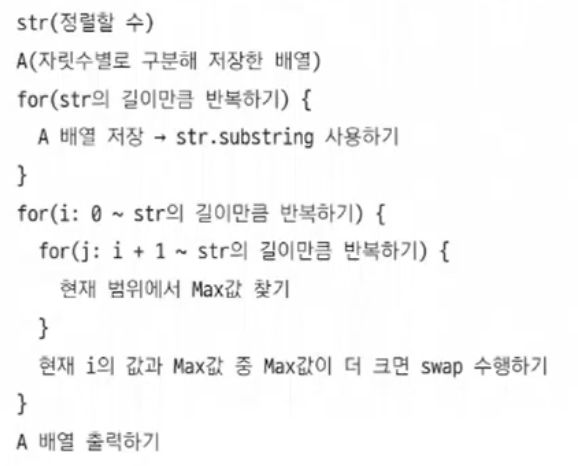 str(정렬할 수)
A(자릿수별로 구분해 저장한 배열)
for(str의 길이만큼 반복하기) {
A 배열 저장 → str.substring 사용하기
}
for(i: 0 ~ str의 길이만큼 반복하기) {
for(j: i + 1 ~ str의 길이만큼 반복하기) {
현재 범위에서 Max값 찾기
}
현재 i의 값과 Max값 중 Max값이 더 크면 swap 수행하기
}
A 배열 출력하기